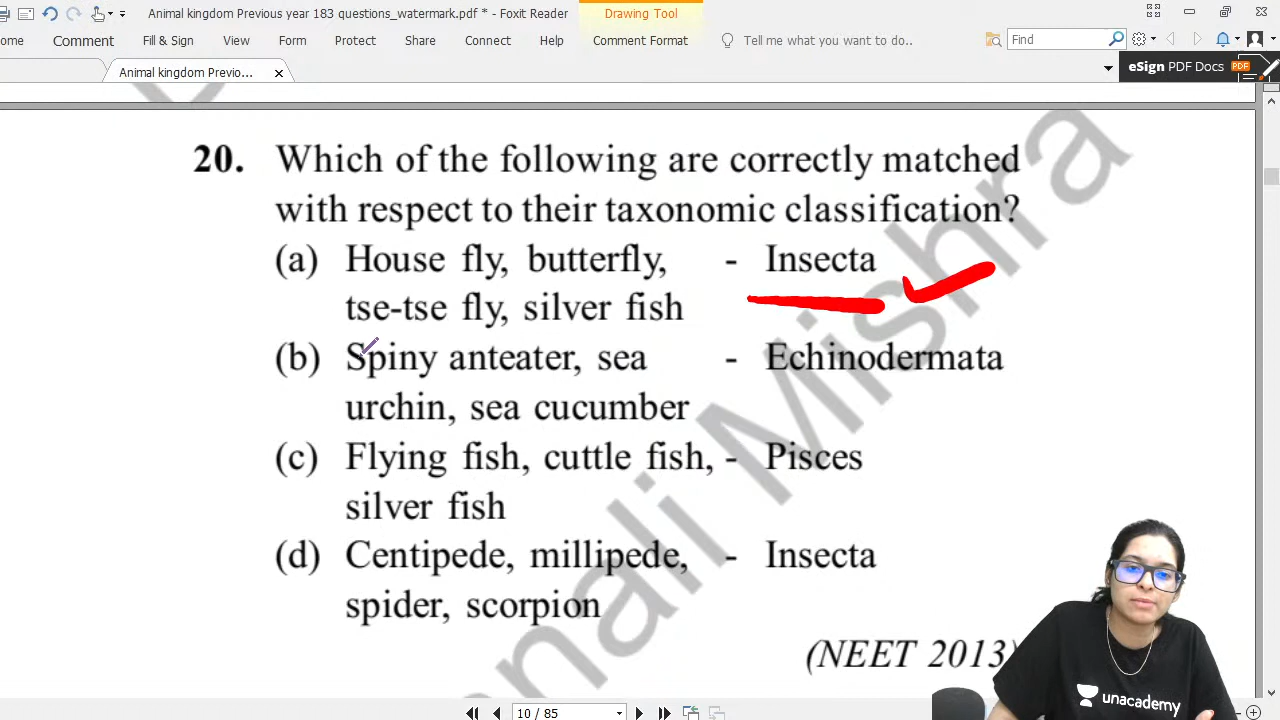 Animal kingdom Previous year 183 questions_watermark.pdf * - Foxit Reader
Drawing Tool
ome Comment Fill & Sign View Form Protect Share Connect Help Comment Format Tell me what you want to do.. Find
Animal kingdom Previo...
eSign PDF Docs PDF
20. Which of the following are correctly matched
with respect to their taxonomic classification?
(a) House fly, butterfly, - Insecta
tse-tse fly, silver fish
(b) Spiny anteater, sea - Echinodermata
urchin, sea cucumber
(c) Flying fish, cuttle fish, - Pisces
silver fish
(d) Centipede, millipede, - Insecta
spider, scorpion
(NEET 2013)
nali Mishra
unacademy
10 / 85